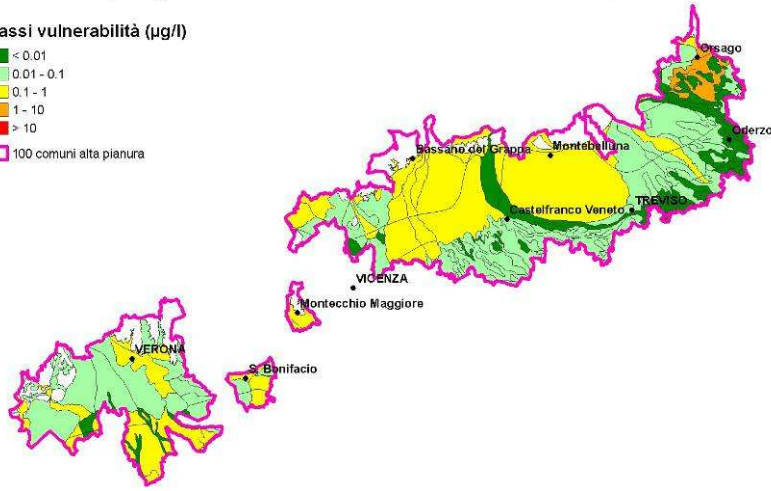 assi vulnerabilità (µg/l)
< 0.01
0.01 - 0.1
0.1 - 1
1 - 10
> 10
100 comuni alta pianura
Orsago
Oderzo
Bassano del Grappa
Montebelluna
Castelfranco Veneto
TREVISO
VICENZA
Montecchio Maggiore
VERONA
S. Bonifacio